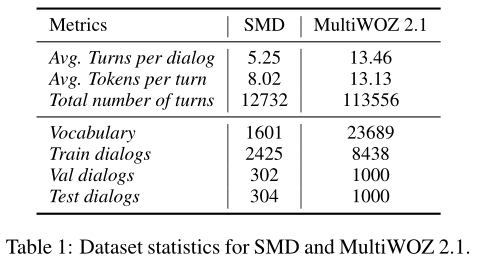 Metrics SMD MultiWOZ 2.1
Avg. Turns per dialog 5.25 13.46
Avg. Tokens per turn 8.02 13.13
Total number of turns 12732 113556
Vocabulary 1601 23689
Train dialogs 2425 8438
Val dialogs 302 1000
Test dialogs 304 1000
Table 1: Dataset statistics for SMD and MultiWOZ 2.1.